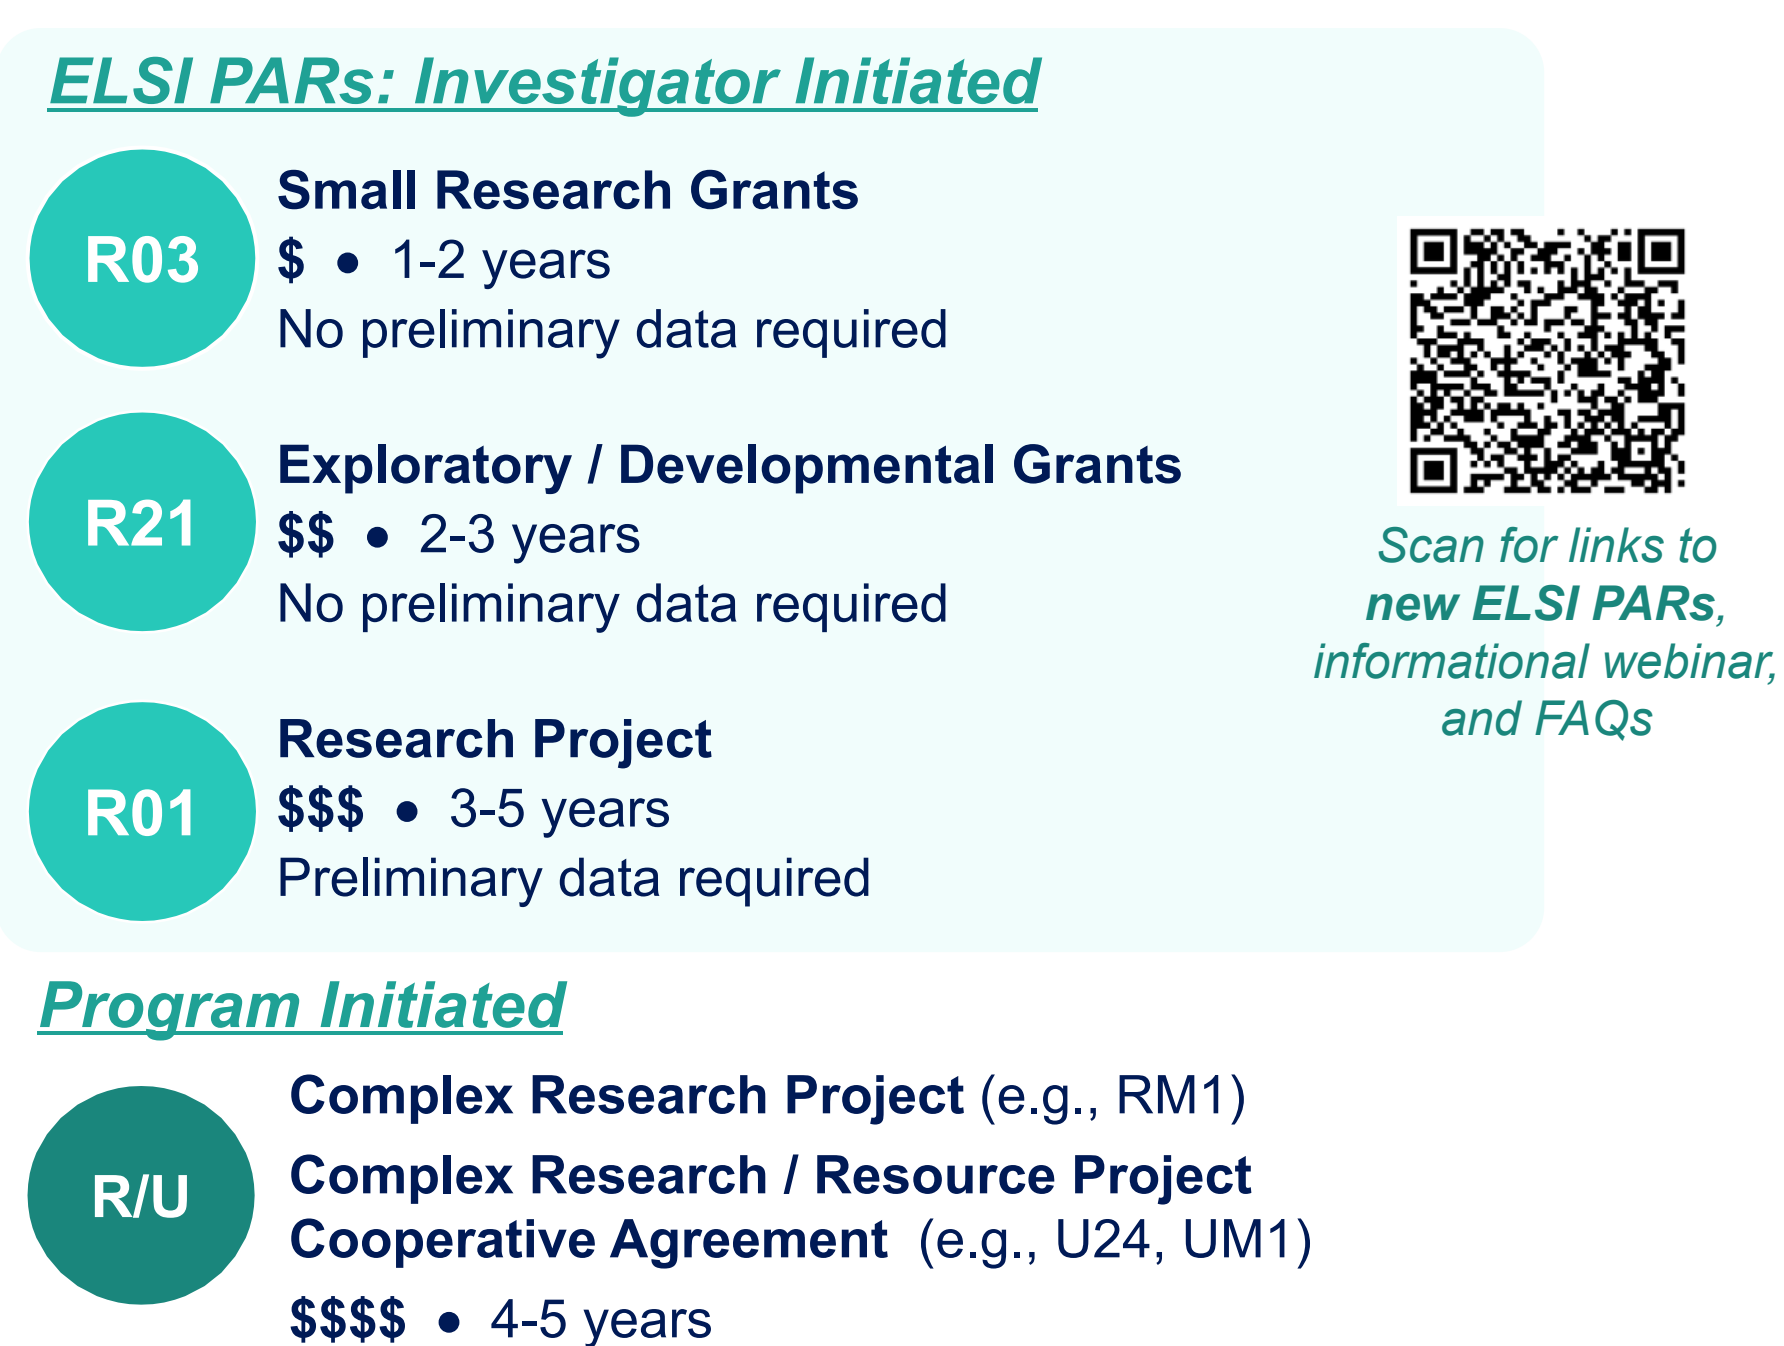 ELSI PARs: Investigator Initiated
R03
Small Research Grants
$ • 1-2 years
No preliminary data required
R21
Exploratory / Developmental Grants
$$ • 2-3 years
No preliminary data required
R01
Research Project
$$$ • 3-5 years
Preliminary data required
Scan for links to
new ELSI PARs,
informational webinar,
and FAQs
Program Initiated
R/U
Complex Research Project (e.g., RM1)
Complex Research / Resource Project
Cooperative Agreement (e.g., U24, UM1)
$$$$ • 4-5 years